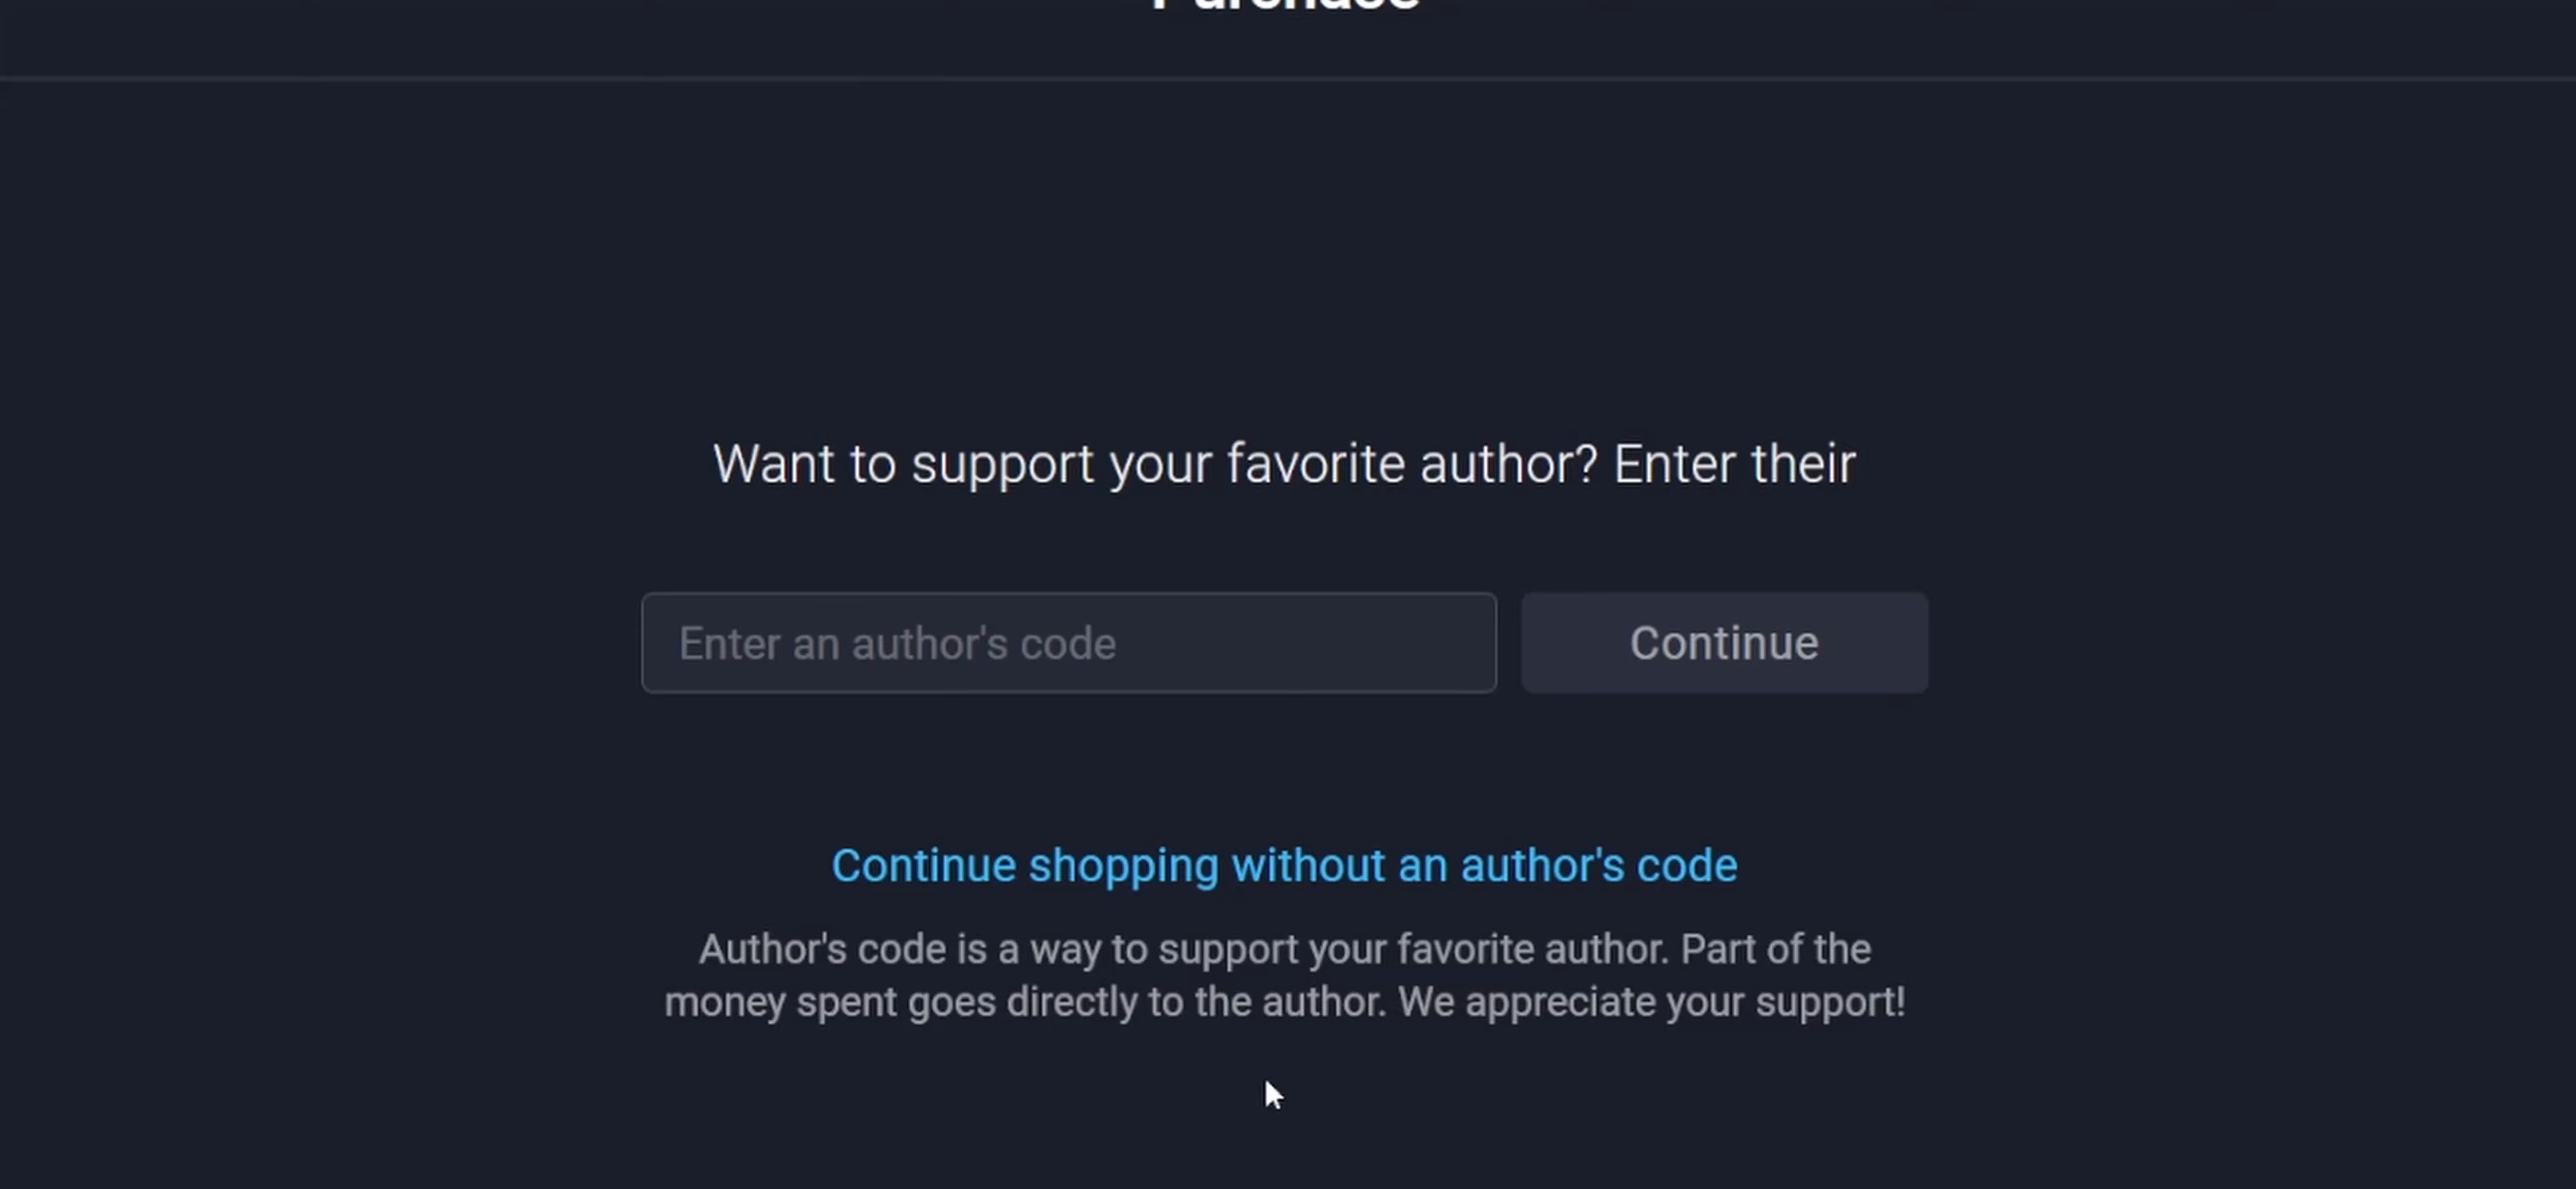 Purchase
Want to support your favorite author? Enter their
Enter an author's code
Continue
Continue shopping without an author's code
Author's code is a way to support your favorite author. Part of the
money spent goes directly to the author. We appreciate your support!